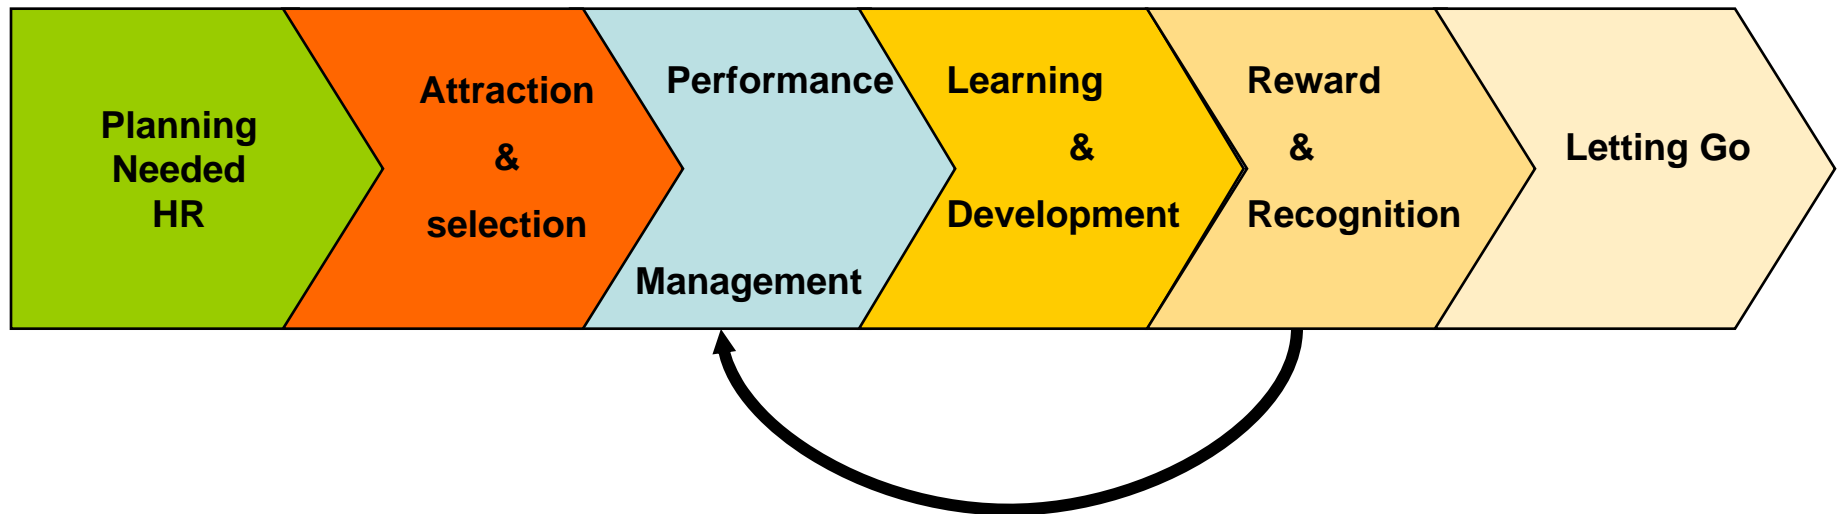 Planning
Needed
HR
Attraction
&
selection
Performance
Management
Learning
&
Development
Reward
&
Recognition
Letting Go